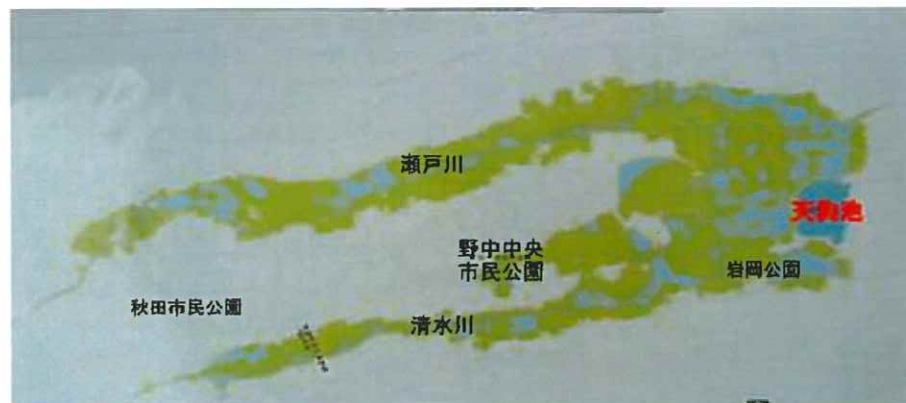 瀬戸川
天狗池
野中中央
市民公園
岩岡公園
秋田市民公園
清水川